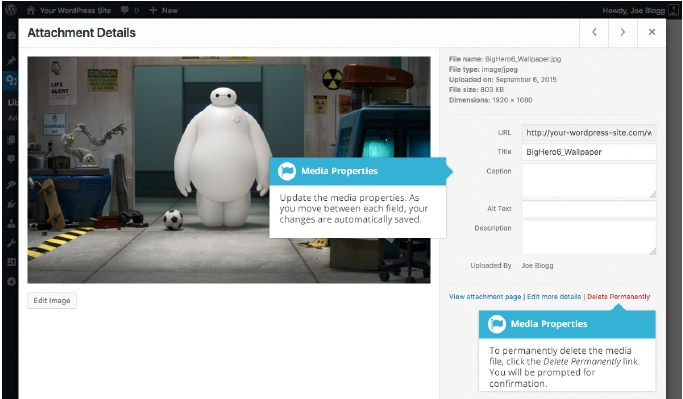 Your WordPress Site 0 + New Howdy, Joe Blogg
Attachment Details
File name: BigHero6_Wallpaper.jpg
File type: image/jpeg
Uploaded on: September 6, 2015
File size: 803 KB
Dimensions: 1920 × 1080
LIFE
ALERT
CAUTION
URL http://your-wordpress-site.com/w
Title BigHero6_Wallpaper
Caption
Media Properties
Update the media properties. As
you move between each field, your
changes are automatically saved.
Alt Text
Description
Uploaded By Joe Blogg
Edit Image
View attachment page | Edit more details | Delete Permanently
Media Properties
To permanently delete the media
file, click the Delete Permanently link.
You will be prompted for
confirmation.